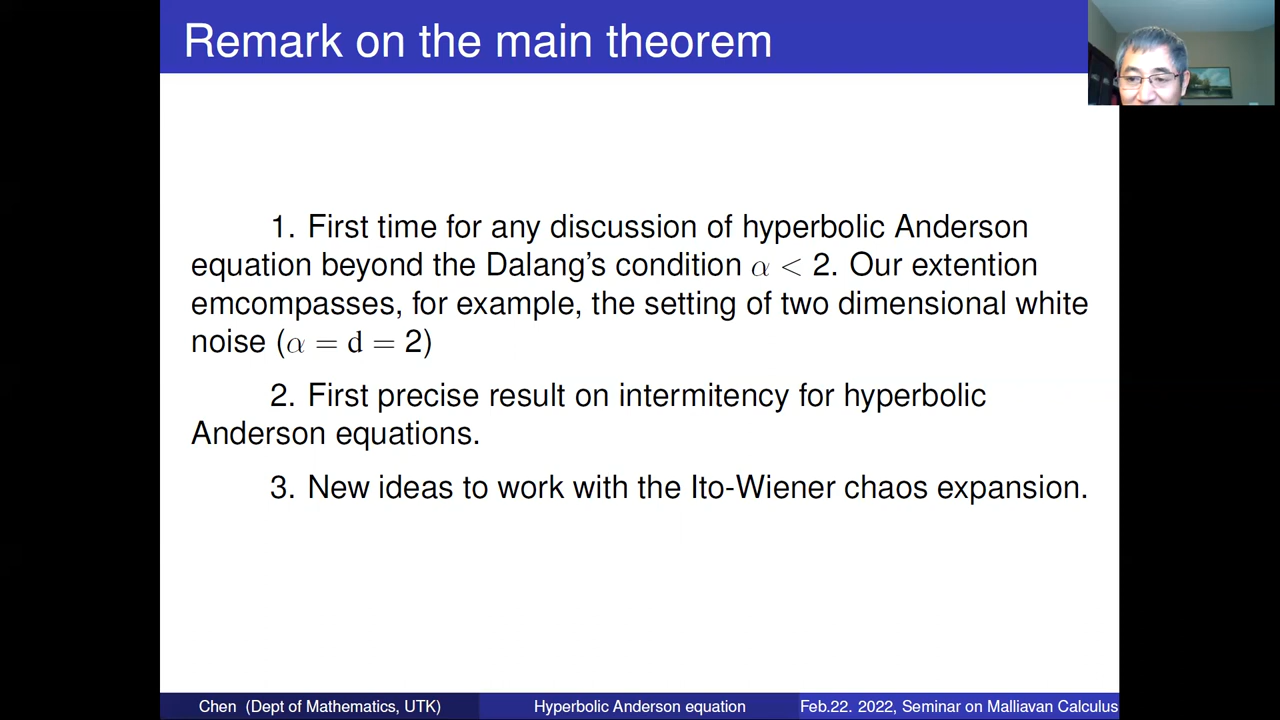 Remark on the main theorem
1. First time for any discussion of hyperbolic Anderson
equation beyond the Dalang's condition α < 2. Our extention
emcompasses, for example, the setting of two dimensional white
noise (α = d = 2)
2. First precise result on intermitency for hyperbolic
Anderson equations.
3. New ideas to work with the Ito-Wiener chaos expansion.
Chen (Dept of Mathematics, UTK) Hyperbolic Anderson equation Feb.22. 2022, Seminar on Malliavan Calculus